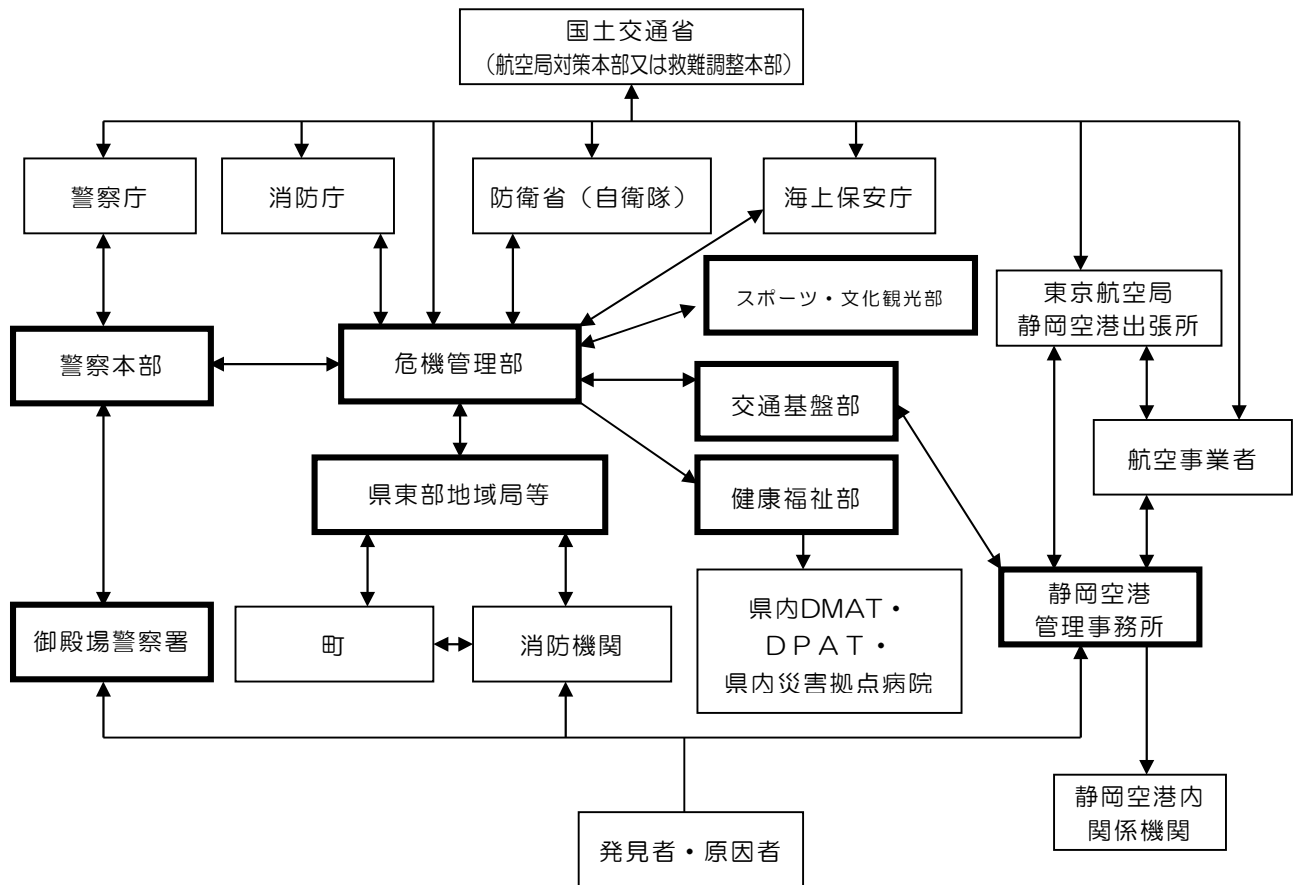 国土交通省
（航空局対策本部又は救難調整本部）
警察庁
消防庁
防衛省（自衛隊）
海上保安庁
スポーツ・文化観光部
東京航空局
静岡空港出張所
警察本部
危機管理部
交通基盤部
航空事業者
県東部地域局等
健康福祉部
御殿場警察署
町
消防機関
県内DMAT・
ＤＰＡＴ・
県内災害拠点病院
静岡空港
管理事務所
静岡空港内
関係機関
発見者・原因者